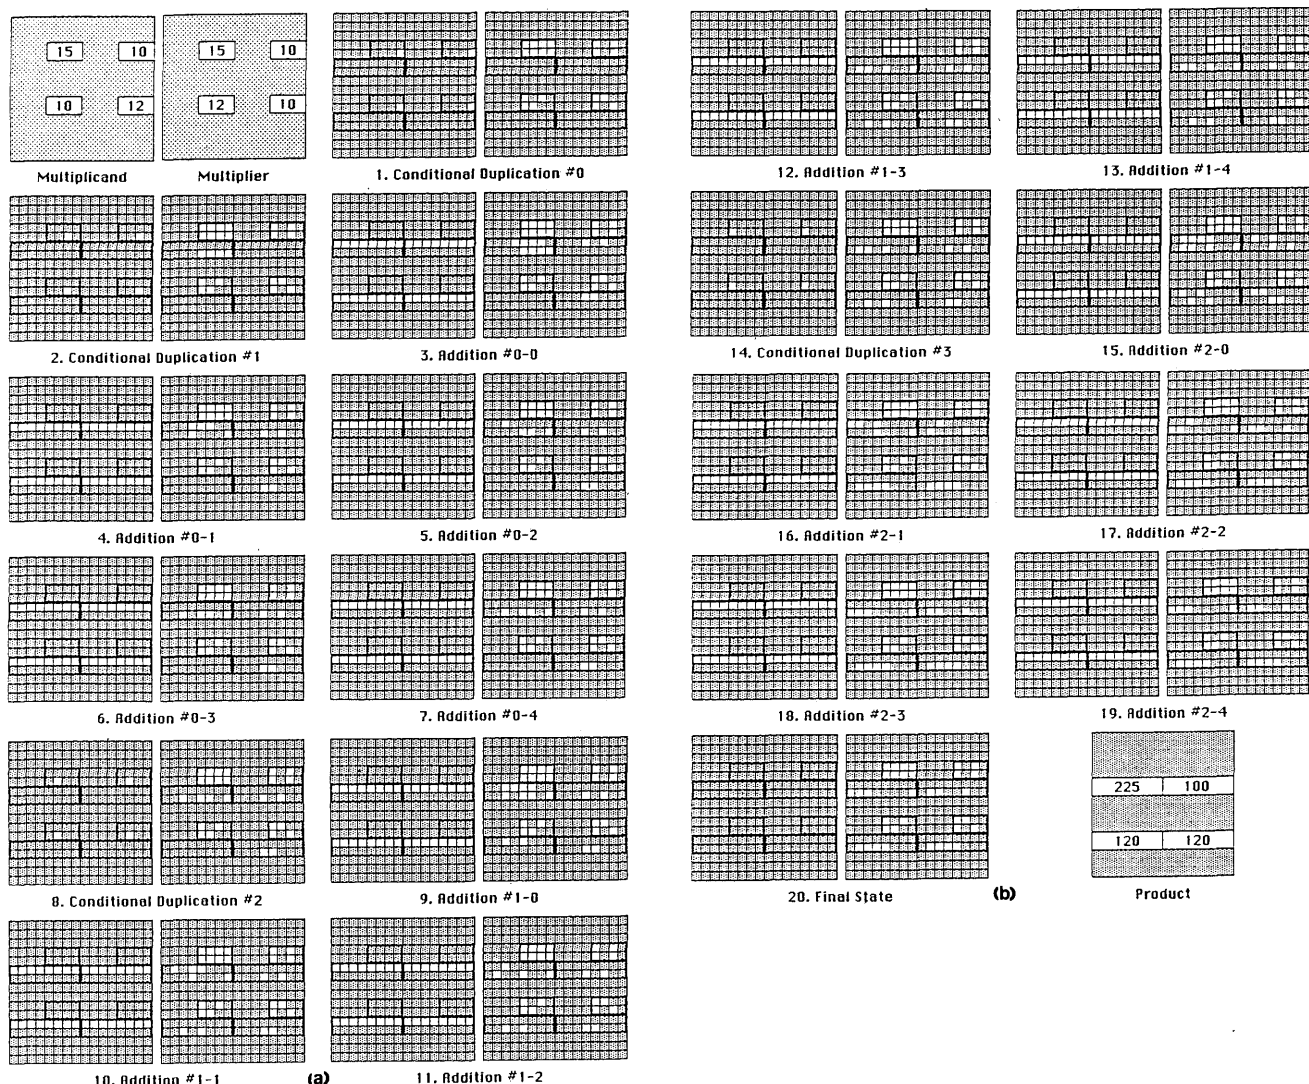 15 10 15 10
10 12 12 10
Multiplicand Multiplier
1. Conditional Duplication #0
2. Conditional Duplication #1
3. Addition #0-0
4. Addition #0-1
5. Addition #0-2
6. Addition #0-3
7. Addition #0-4
8. Conditional Duplication #2
9. Addition #1-0
10. Addition #1-1
(a)
11. Addition #1-2
12. Addition #1-3
13. Addition #1-4
14. Conditional Duplication #3
15. Addition #2-0
16. Addition #2-1
17. Addition #2-2
18. Addition #2-3
19. Addition #2-4
225 100
120 120
20. Final State
(b)
Product